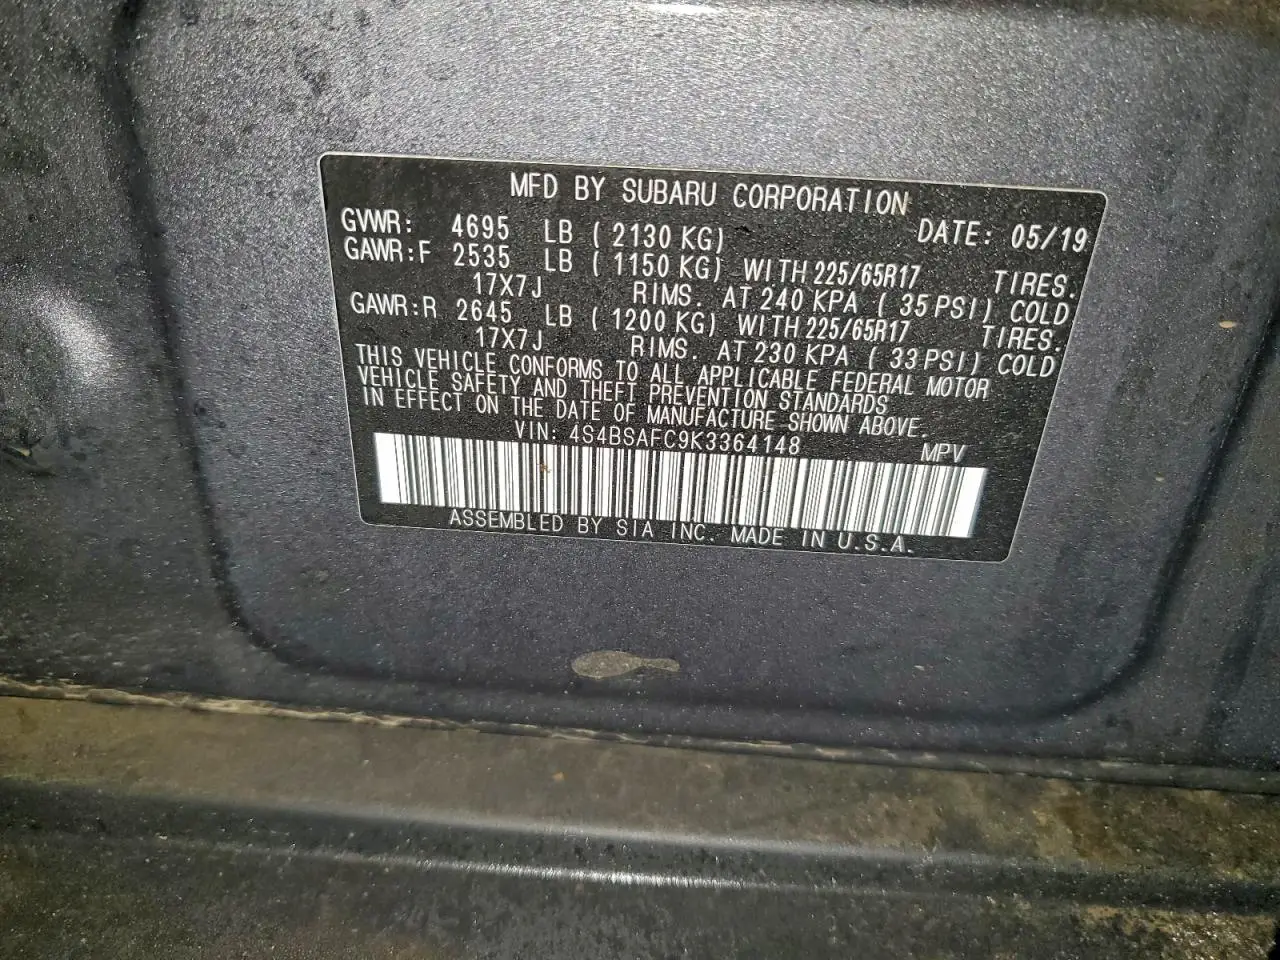 MFD BY SUBARU CORPORATION
GVWR: 4695 LB ( 2130 KG) DATE: 05/19
GAWR:F 2535 LB ( 1150 KG) WITH 225/65R17 TIRES.
17X7J RIMS. AT 240 KPA ( 35 PSI) COLD
GAWR:R 2645 LB ( 1200 KG) WITH 225/65R17 TIRES.
17X7J RIMS. AT 230 KPA ( 33 PSI) COLD
THIS VEHICLE CONFORMS TO ALL APPLICABLE FEDERAL MOTOR
VEHICLE SAFETY AND THEFT PREVENTION STANDARDS
IN EFFECT ON THE DATE OF MANUFACTURE SHOWN ABOVE.
VIN: 4S4BSAFC9K3364148 MPV
ASSEMBLED BY SIA INC. MADE IN U.S.A.